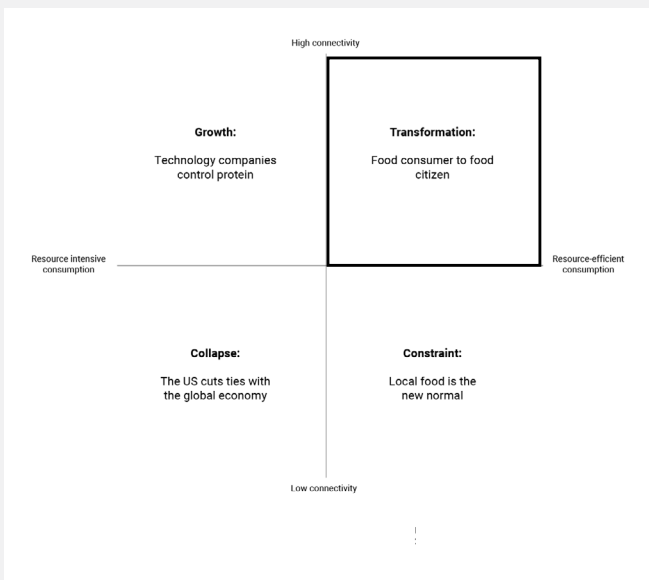 High connectivity
Growth:
Technology companies
control protein
Transformation:
Food consumer to food
citizen
Resource intensive
consumption
Resource-efficient
consumption
Collapse:
The US cuts ties with
the global economy
Constraint:
Local food is the
new normal
Low connectivity